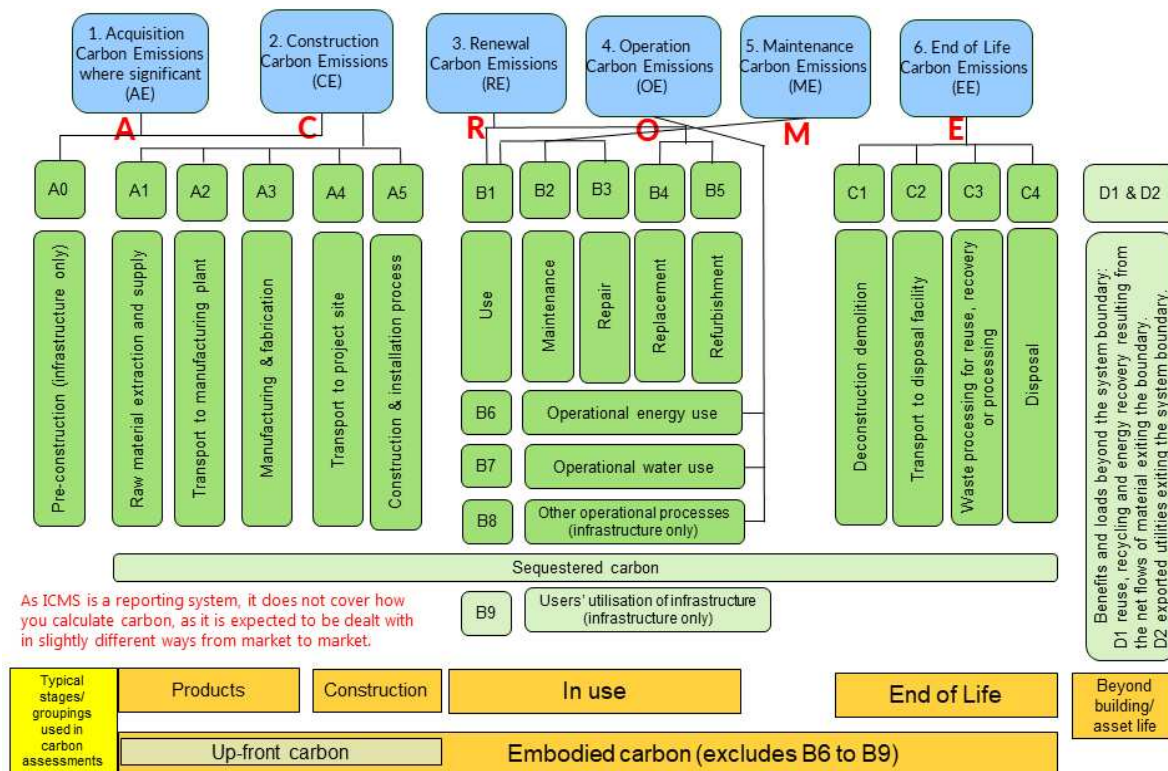 1. Acquisition
Carbon Emissions
where significant
(AE)
2. Construction
Carbon Emissions
(CE)
3. Renewal
Carbon Emissions
(RE)
4. Operation
Carbon Emissions
(OE)
5. Maintenance
Carbon Emissions
(ME)
6. End of Life
Carbon Emissions
(EE)
A
C
R
O
M
E
A0
A1
A2
A3
A4
A5
B1
B2
B3
B4
B5
C1
C2
C3
C4
D1 & D2
Pre-construction (infrastructure only)
Raw material extraction and supply
Transport to manufacturing plant
Manufacturing & fabrication
Transport to project site
Construction & installation process
Use
Maintenance
Repair
Replacement
Refurbishment
Deconstruction demolition
Transport to disposal facility
Waste processing for reuse, recovery
or processing
Disposal
Benefits and loads beyond the system boundary:
D1 reuse, recycling and energy recovery resulting from
the net flows of material exiting the boundary.
D2 exported utilities exiting the system boundary.
B6
Operational energy use
B7
Operational water use
B8
Other operational processes
(infrastructure only)
Sequestered carbon
As ICMS is a reporting system, it does not cover how
you calculate carbon, as it is expected to be dealt with
in slightly different ways from market to market.
B9
Users' utilisation of infrastructure
(infrastructure only)
Typical
stages/
groupings
used in
carbon
assessments
Products
Construction
In use
End of Life
Beyond
building/
asset life
Up-front carbon
Embodied carbon (excludes B6 to B9)